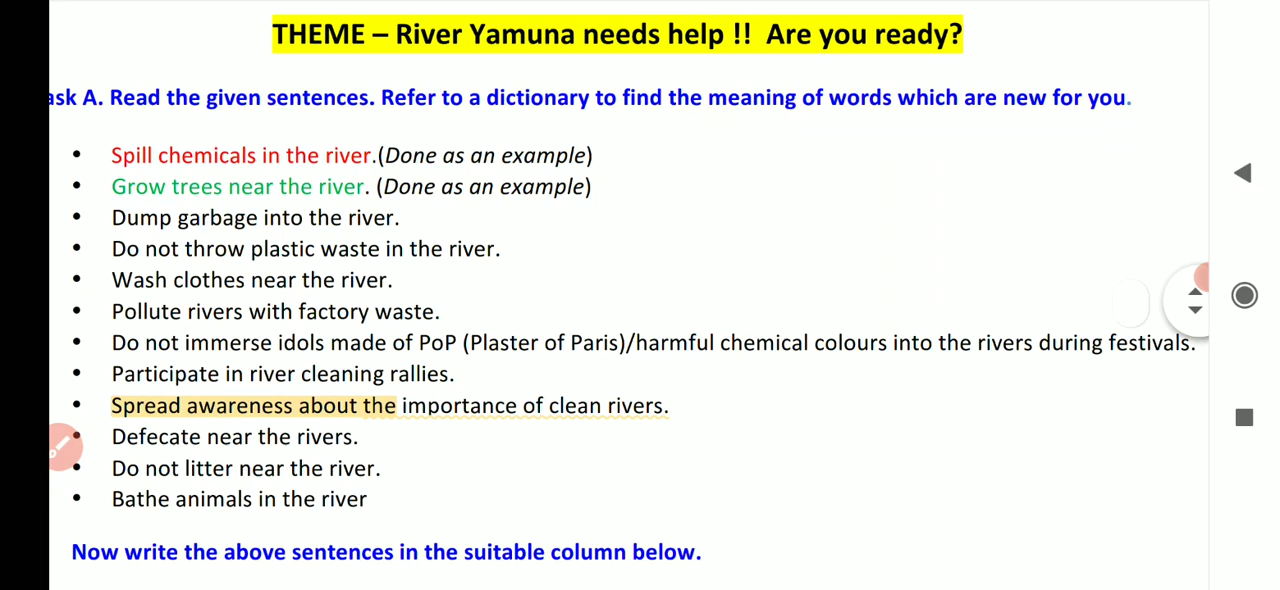 THEME – River Yamuna needs help !! Are you ready?
ask A. Read the given sentences. Refer to a dictionary to find the meaning of words which are new for you.
• Spill chemicals in the river.(Done as an example)
• Grow trees near the river. (Done as an example)
• Dump garbage into the river.
• Do not throw plastic waste in the river.
• Wash clothes near the river.
• Pollute rivers with factory waste.
• Do not immerse idols made of PoP (Plaster of Paris)/harmful chemical colours into the rivers during festivals.
• Participate in river cleaning rallies.
• Spread awareness about the importance of clean rivers.
• Defecate near the rivers.
• Do not litter near the river.
• Bathe animals in the river
Now write the above sentences in the suitable column below.